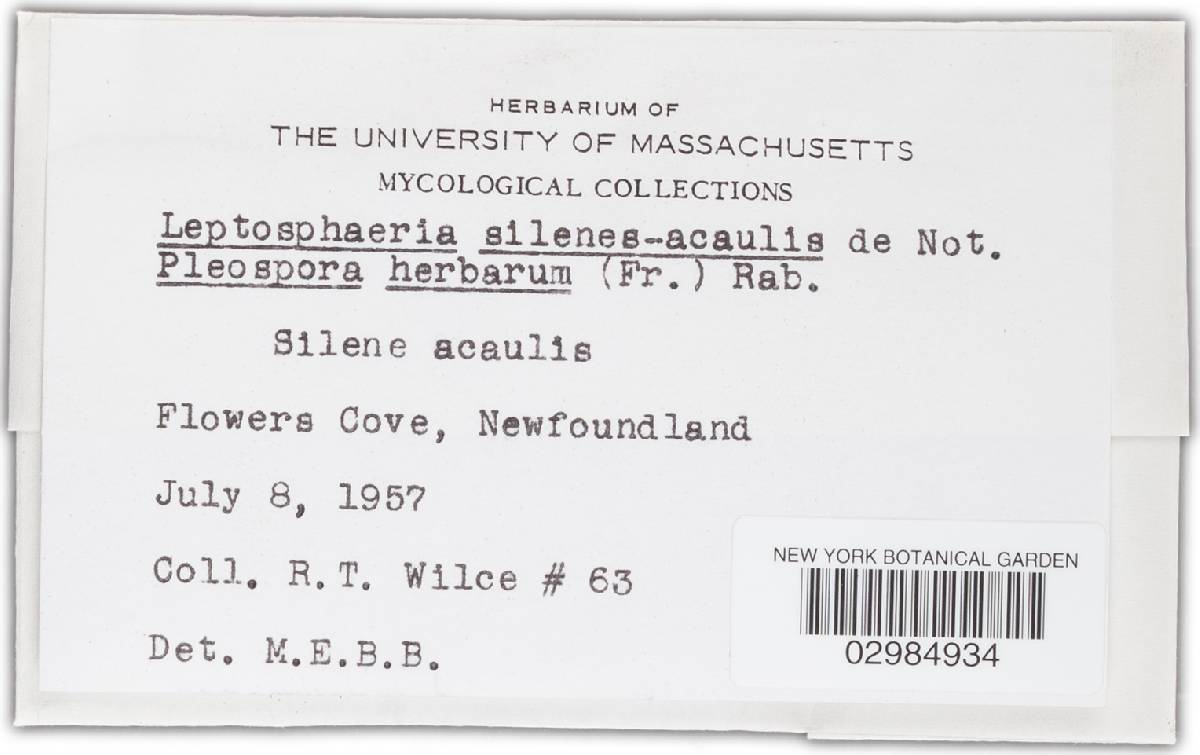 HERBARIUM OF
THE UNIVERSITY OF MASSACHUSETTS
MYCOLOGICAL COLLECTIONS
Leptosphaeria silenes-acaulis de Not.
Pleospora herbarum (Fr.) Rab.
Silene acaulis
Flowers Cove, Newfoundland
July 8, 1957
Coll. R.T. Wilce # 63
Det. M.E.B.B.
NEW YORK BOTANICAL GARDEN
02984934